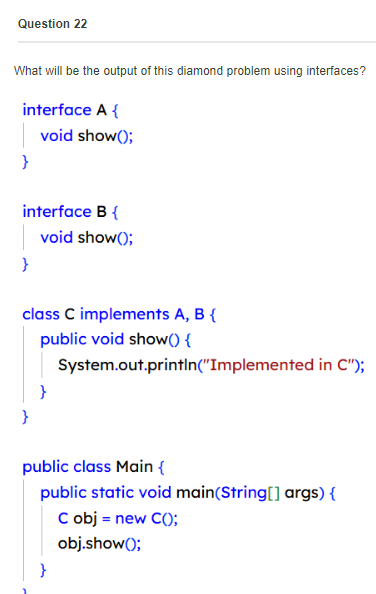 Question 22
What will be the output of this diamond problem using interfaces?
interface A {
void show();
}
interface B {
void show();
}
class C implements A, B {
public void show() {
System.out.println("Implemented in C");
}
}
public class Main {
public static void main(String[] args) {
C obj = new C();
obj.show();
}
}